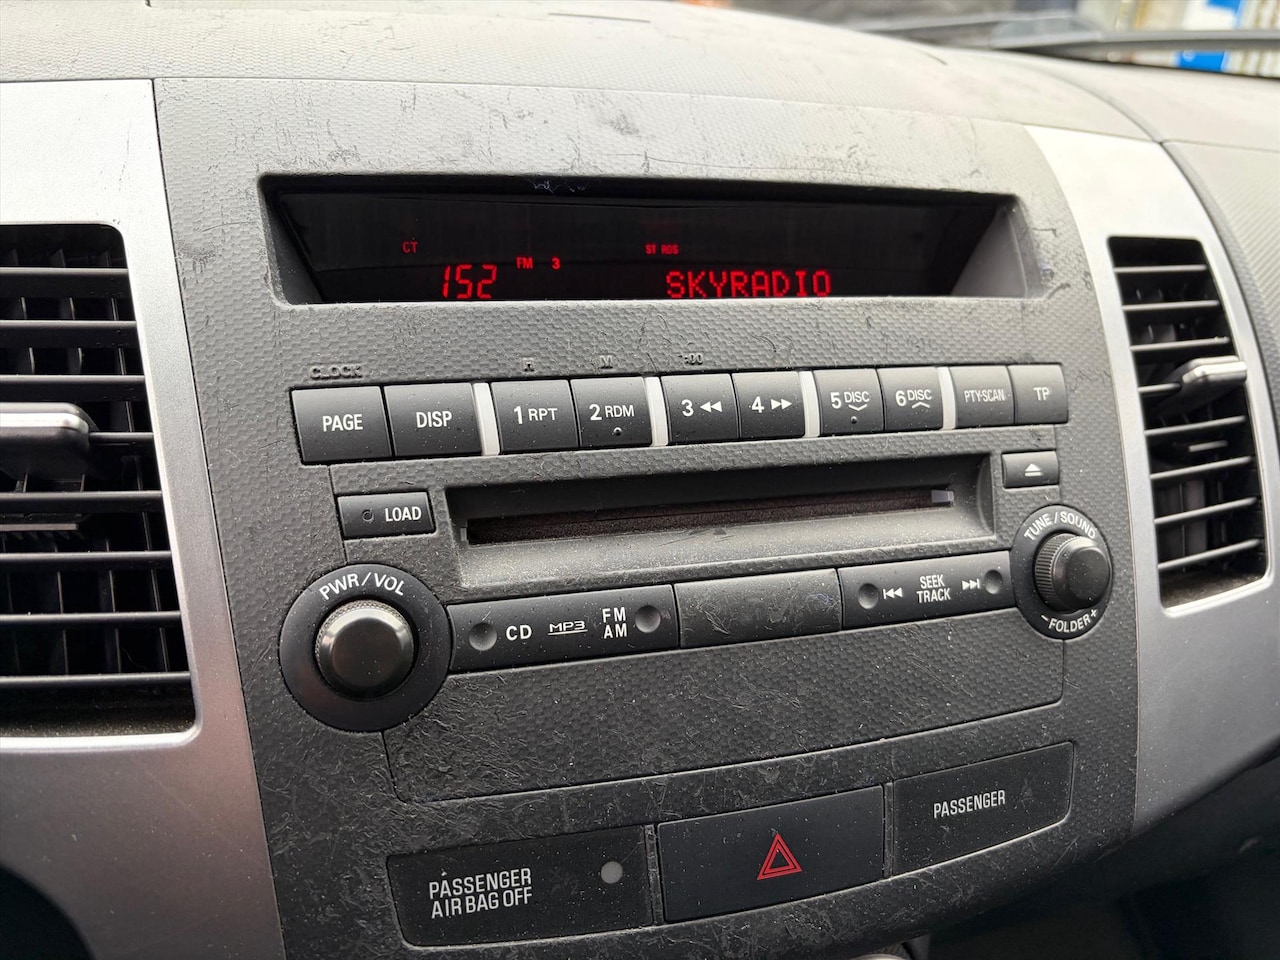 CT
152 FM 3
ST RDS
SKYRADIO
CLOCK H M :00
PAGE DISP 1 RPT 2 RDM 3 4 5 DISC 6 DISC PTY-SCAN TP
LOAD
PWR/VOL
TUNE/SOUND
CD MP3 FM AM
SEEK TRACK
−FOLDER+
PASSENGER
AIR BAG OFF
PASSENGER